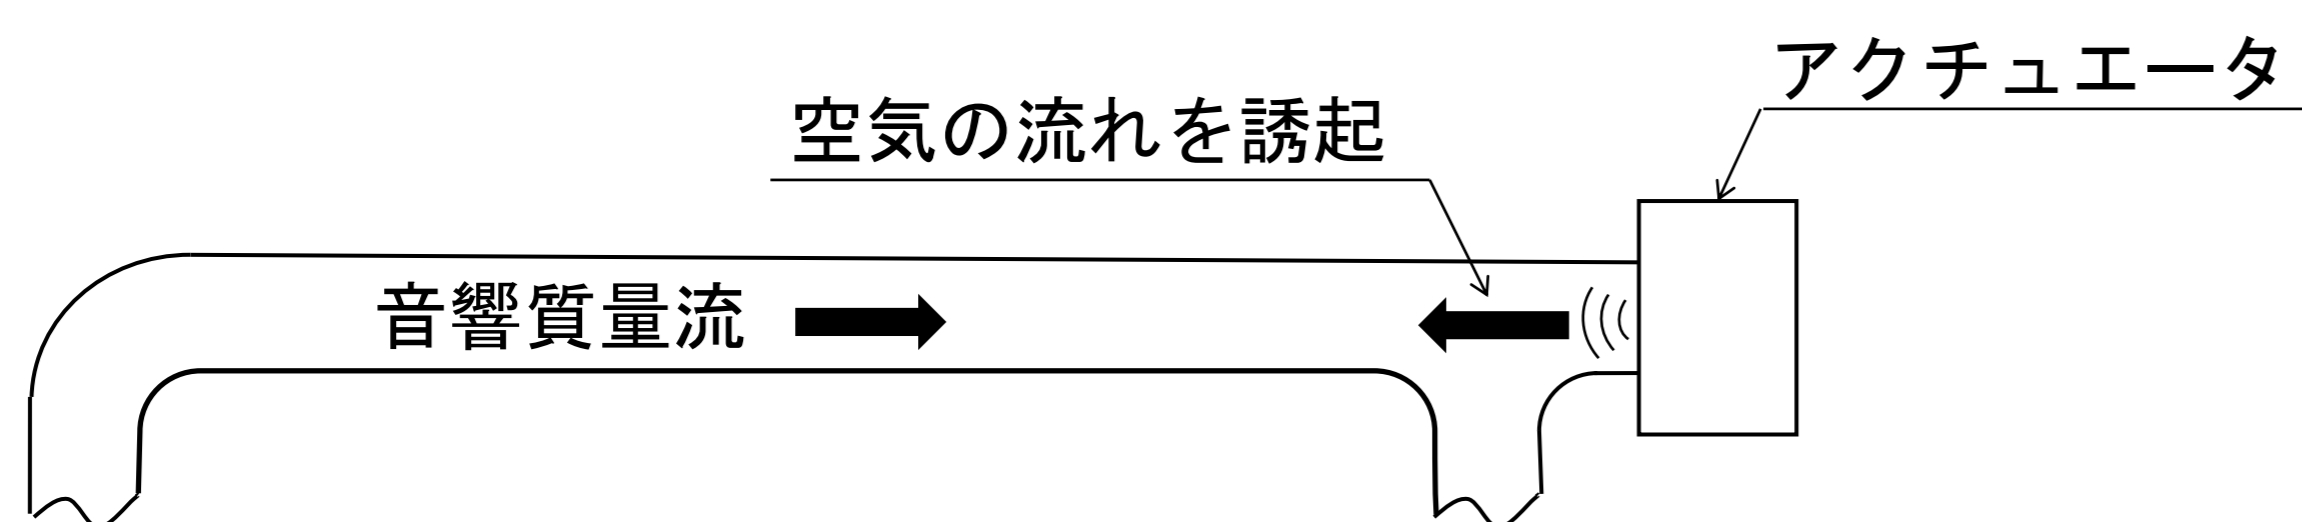 アクチュエータ
空気の流れを誘起
音響質量流